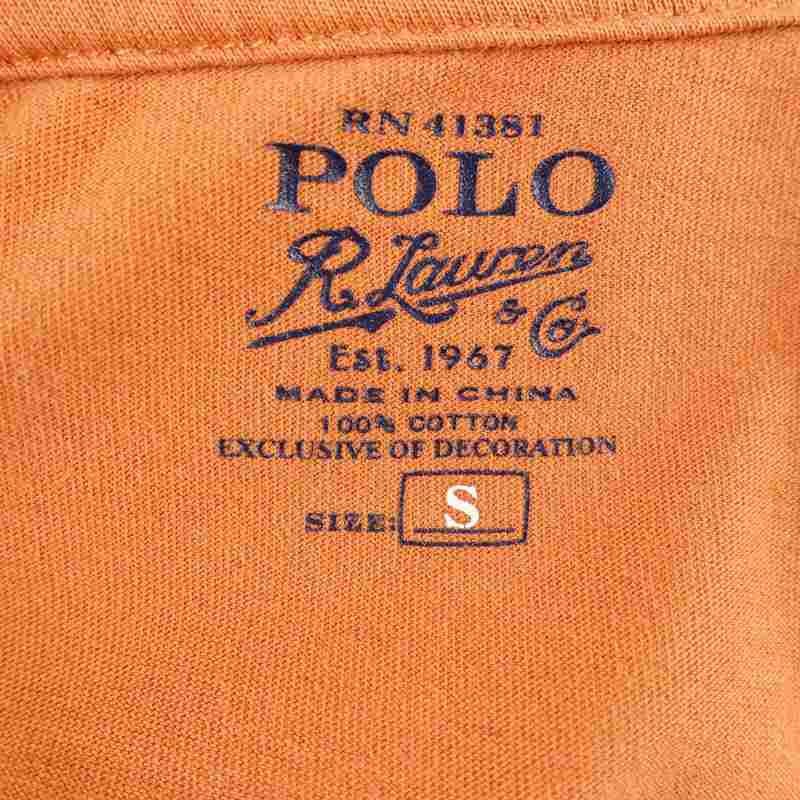 RN 41381
POLO
R Lauren
& Co
Est. 1967
MADE IN CHINA
100% COTTON
EXCLUSIVE OF DECORATION
SIZE: S